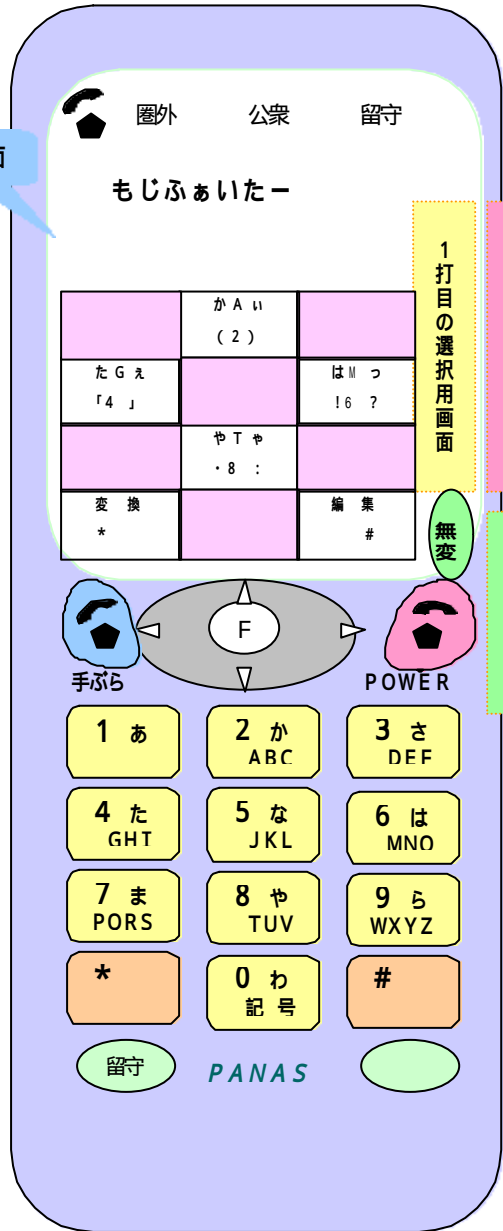 圏外 公衆 留守
面
もじふぁいたー
1打目の選択用画面
かAぃ
(2)
たGぇ
「4」
はMっ
!6?
やTゃ
・8:
変換
*
編集
#
無変
F
手ぶら
POWER
1 あ
2 か
ABC
3 さ
DEF
4 た
GHI
5 な
JKL
6 は
MNO
7 ま
PQRS
8 や
TUV
9 ら
WXYZ
*
0 わ
記号
#
留守
PANAS